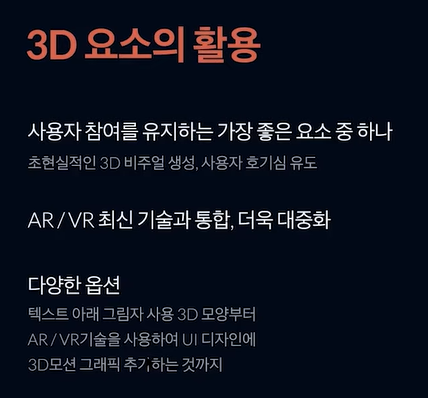 3D 요소의 활용
사용자 참여를 유지하는 가장 좋은 요소 중 하나
초현실적인 3D 비주얼 생성, 사용자 호기심 유도
AR / VR 최신 기술과 통합, 더욱 대중화
다양한 옵션
텍스트 아래 그림자 사용 3D 모양부터
AR / VR기술을 사용하여 UI 디자인에
3D모션 그래픽 추가하는 것까지